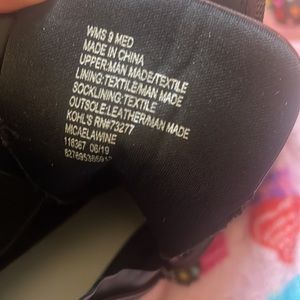 WMS 9 MED
MADE IN CHINA
UPPER:MAN MADE/TEXTILE
LINING:TEXTILE/MAN MADE
SOCKLINING:TEXTILE
OUTSOLE:LEATHER/MAN MADE
KOHL'S RN#73277
MICAELAWINE
116367 06/19